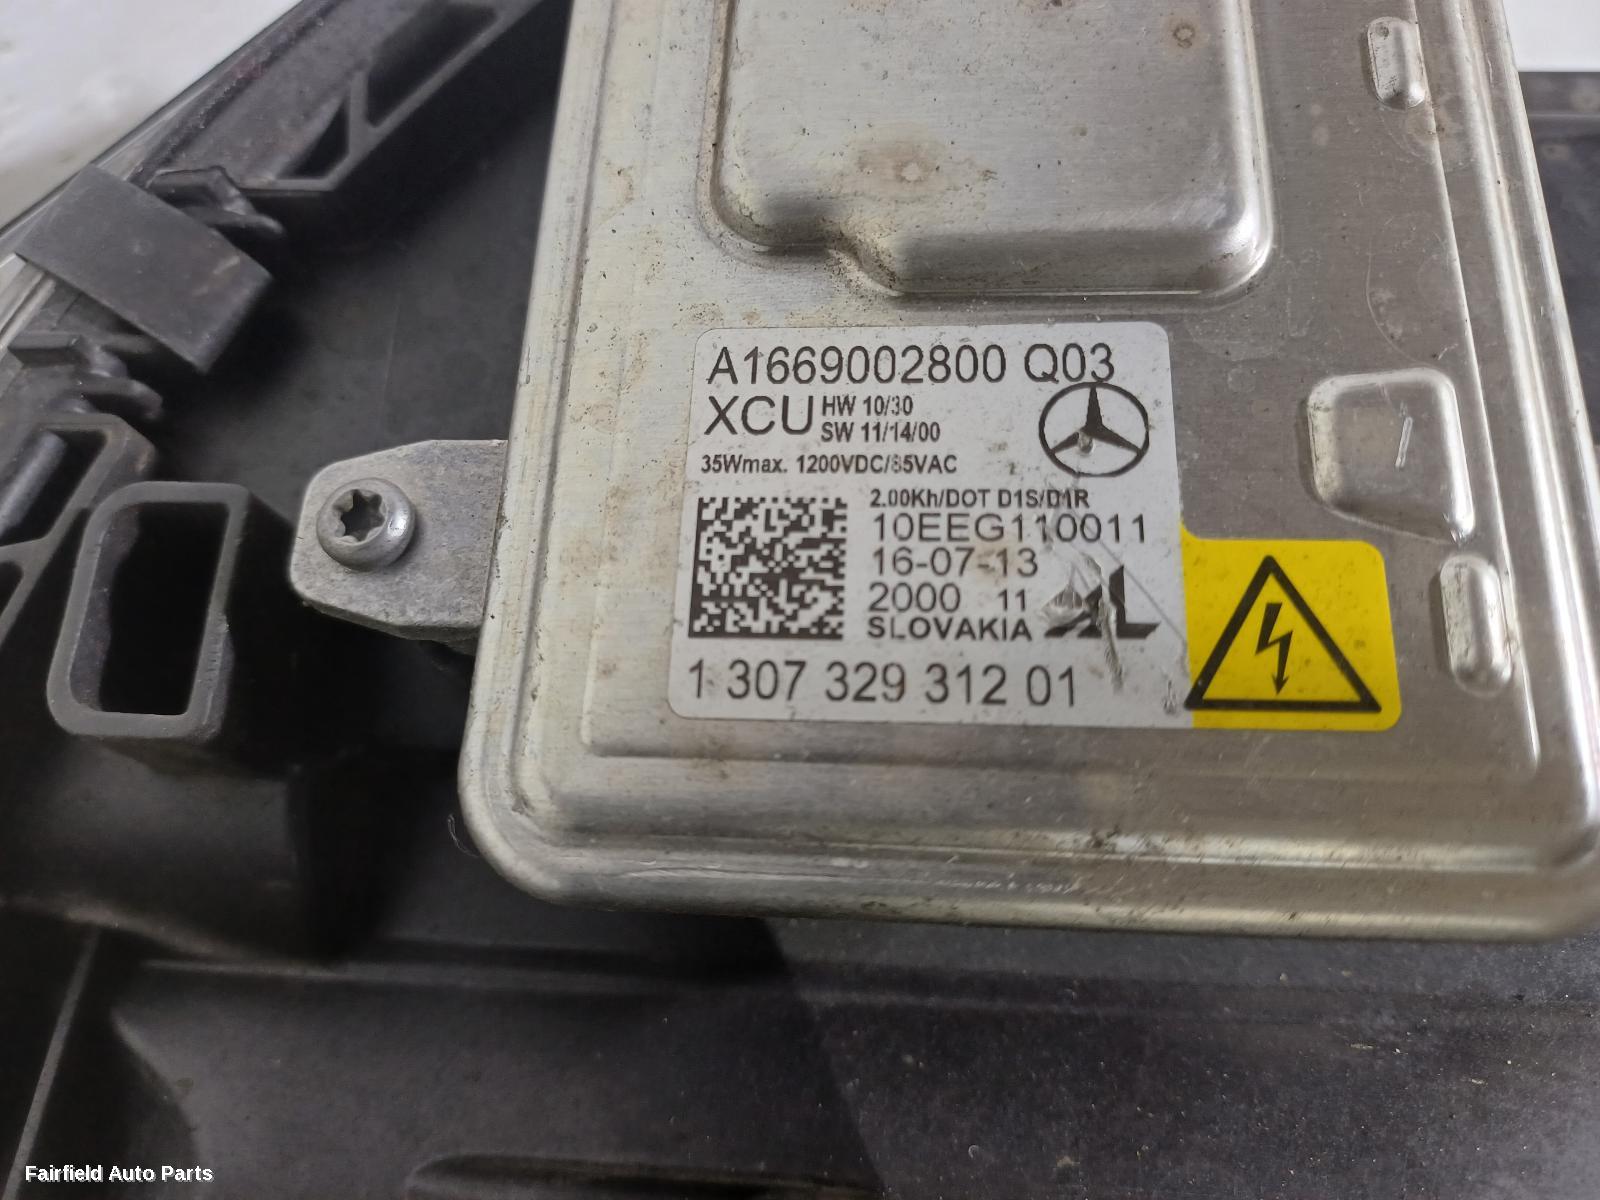 A1669002800 Q03
XCU HW 10/30
SW 11/14/00
35Wmax. 1200VDC/85VAC
2.00Kh/DOT D1S/D1R
10EEG110011
16-07-13
2000 11
SLOVAKIA AL
1 307 329 312 01
Fairfield Auto Parts